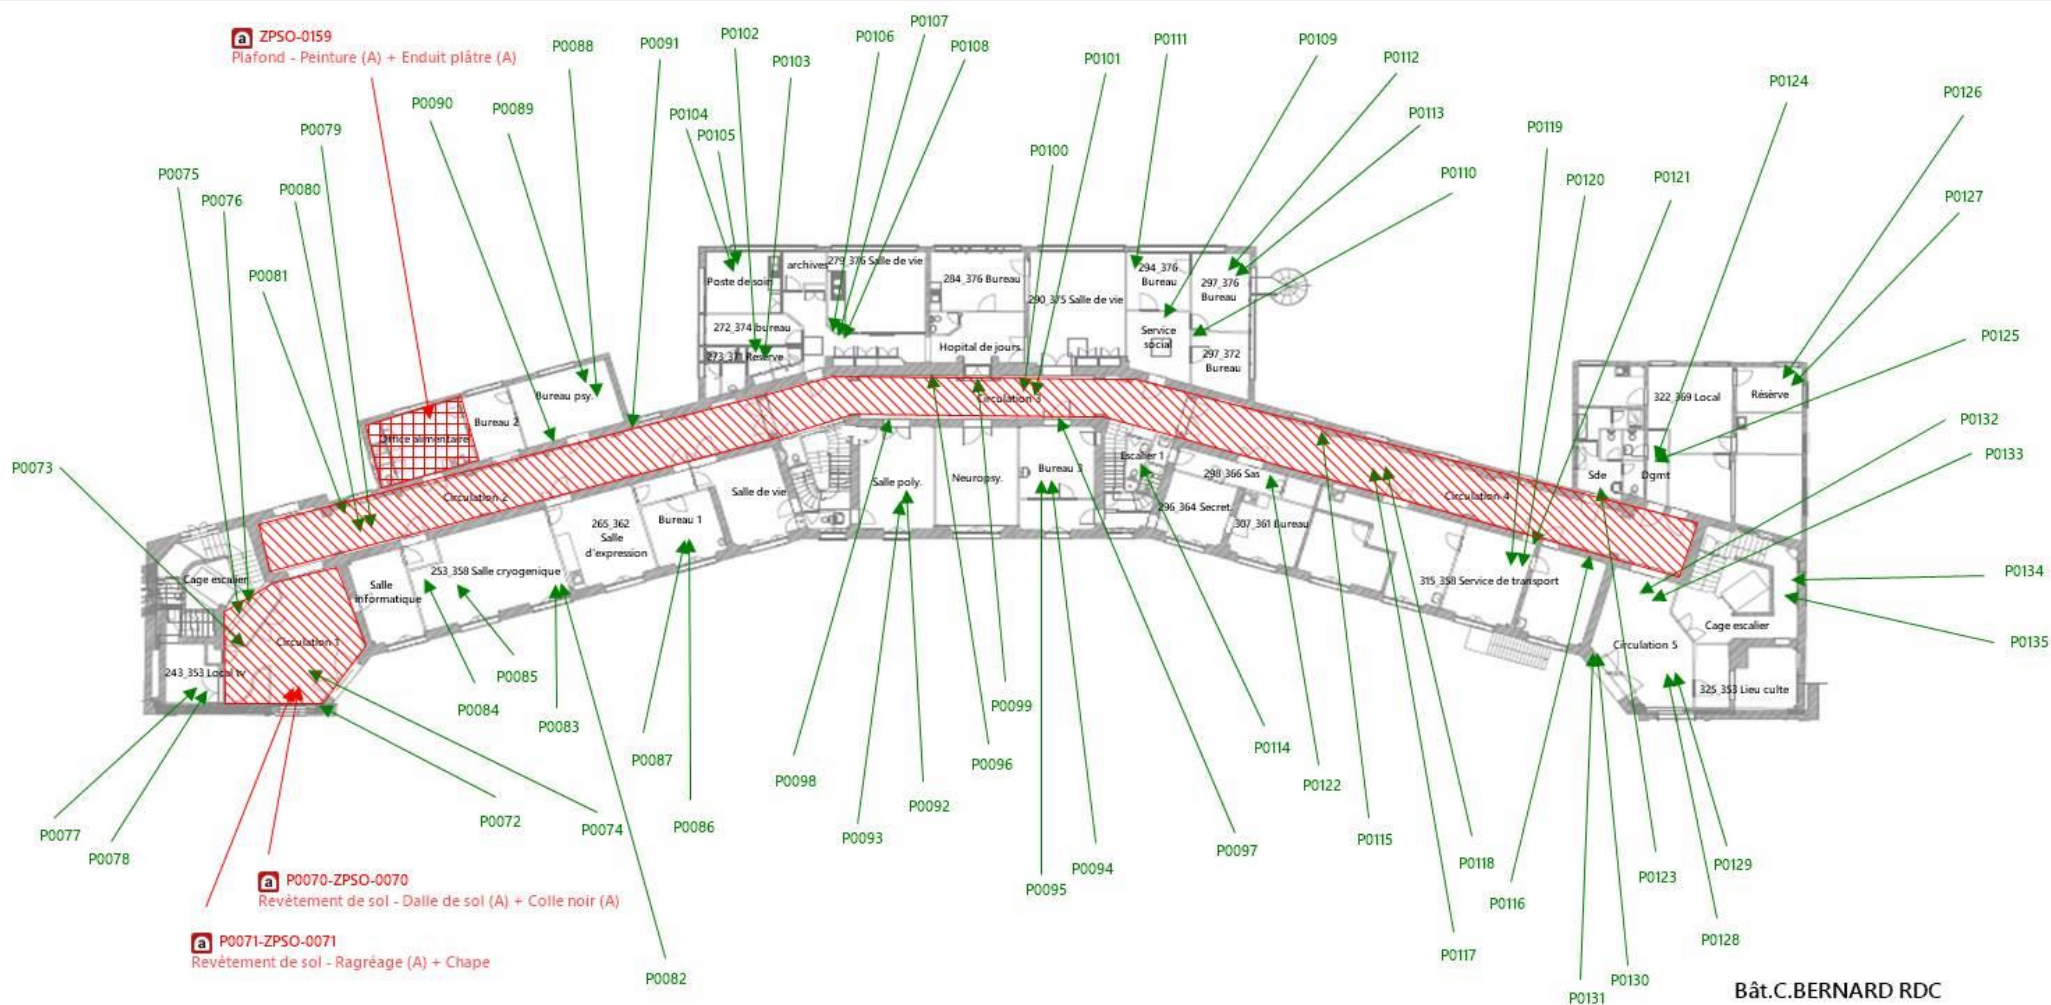 P0107
ZPSO-0159
P0102
P0106
P0088
P0091
P0108
P0111
P0109
Plafond - Peinture (A) + Enduit plâtre (A)
P0103
P0101
P0112
P0124
P0126
P0090
P0089
P0104
P0113
P0079
P0105
P0119
P0100
P0075
P0110
P0121
P0120
P0080
P0076
P0127
279_376 Salle de vie
archives
294_376
Bureau
P0081
Poste de soin
284_376 Bureau
297_376
Bureau
290_375 Salle de vie
272_374 bureau
Service
social
P0125
Hopital de jours
273_371 Reserve
297_372
Bureau
Bureau psy.
322_369 Local
Résèrve
Circulation 3
Bureau 2
P0132
Office alimentaire
P0133
Escalier 1
P0073
Bureau 3
Salle poly.
Neuropsy.
298_366 Sas
Sde
Dgmt
Salle de vie
Circulation 2
Circulation 4
296_364 Secret.
265_362
Salle
d'expression
Bureau 1
307_361 Bureau
253_358 Salle cryogenique
Cage escalier
Salle
informatique
315_358 Service de transport
P0134
Cage escalier
Circulation 1
Circulation 5
P0135
243_353 Local tv
P0085
325_353 Lieu culte
P0084
P0099
P0083
P0114
P0087
P0096
P0098
P0122
P0092
P0072
P0074
P0086
P0077
P0093
P0115
P0097
P0078
P0118
P0129
P0094
P0070-ZPSO-0070
P0123
Revêtement de sol - Dalle de sol (A) + Colle noir (A)
P0095
P0116
P0071-ZPSO-0071
P0128
Revêtement de sol - Ragréage (A) + Chape
P0117
P0082
P0130
P0131
Bât.C.BERNARD RDC